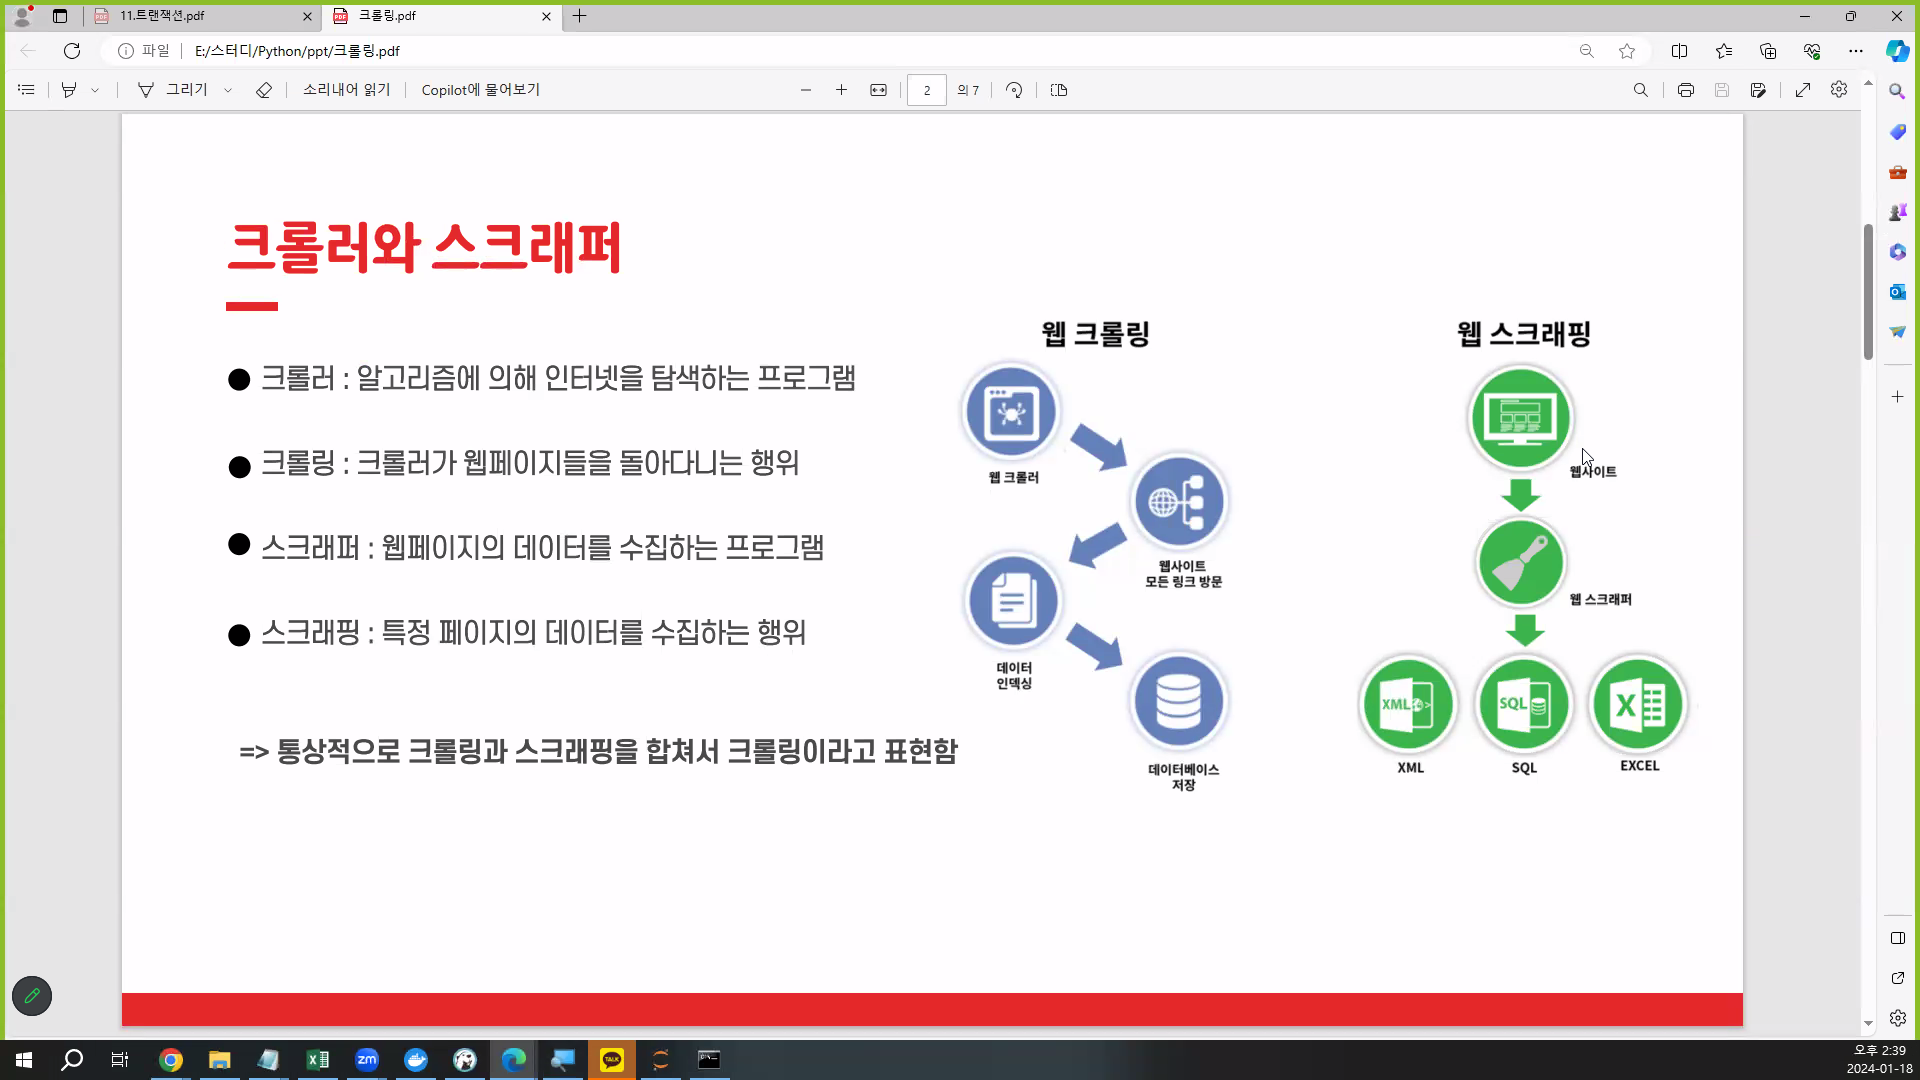 11.트랜잭션.pdf
크롤링.pdf
파일
E:/스터디/Python/ppt/크롤링.pdf
그리기
소리내어 읽기
Copilot에 물어보기
2
의 7
크롤러와 스크래퍼
크롤러 : 알고리즘에 의해 인터넷을 탐색하는 프로그램
크롤링 : 크롤러가 웹페이지들을 돌아다니는 행위
스크래퍼 : 웹페이지의 데이터를 수집하는 프로그램
스크래핑 : 특정 페이지의 데이터를 수집하는 행위
=> 통상적으로 크롤링과 스크래핑을 합쳐서 크롤링이라고 표현함
웹 크롤링
웹 크롤러
웹사이트
모든 링크 방문
데이터
인덱싱
데이터베이스
저장
웹 스크래핑
웹사이트
웹 스크래퍼
XML
SQL
X
XML
SQL
EXCEL
zm
TALK
오후 2:39
2024-01-18